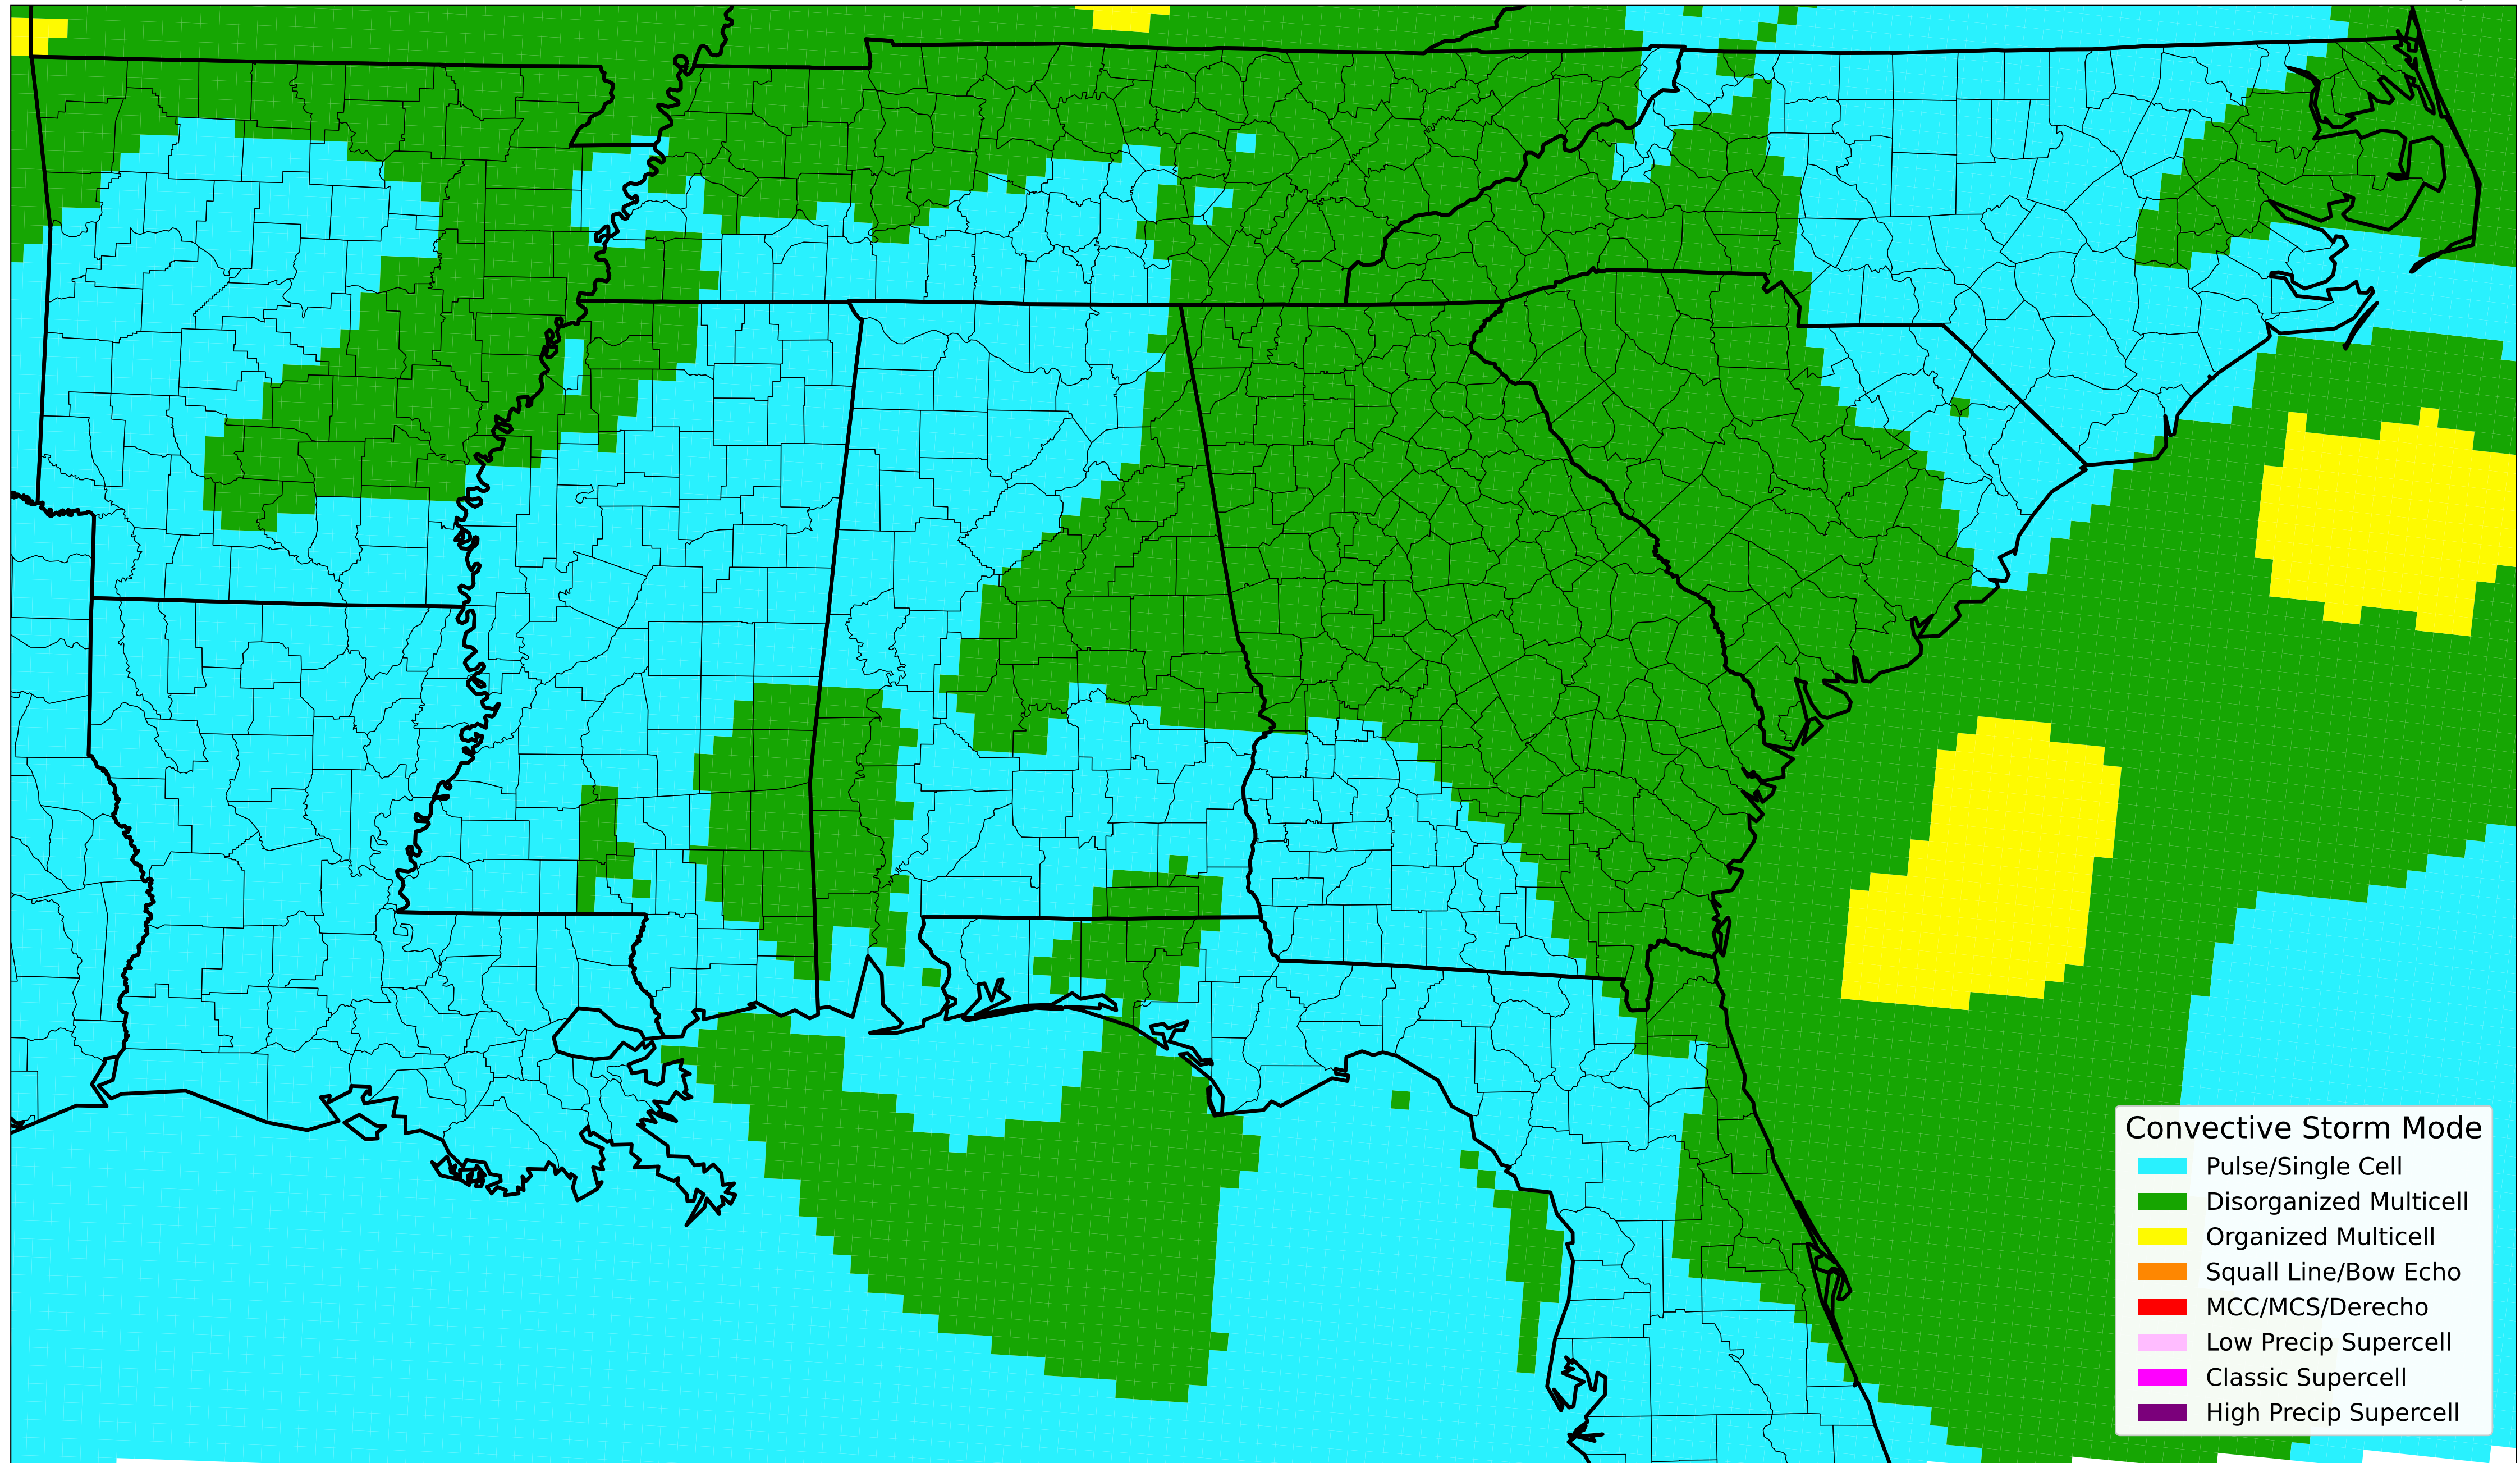 Convective Storm Mode
Pulse/Single Cell
Disorganized Multicell
Organized Multicell
Squall Line/Bow Echo
MCC/MCS/Derecho
Low Precip Supercell
Classic Supercell
High Precip Supercell